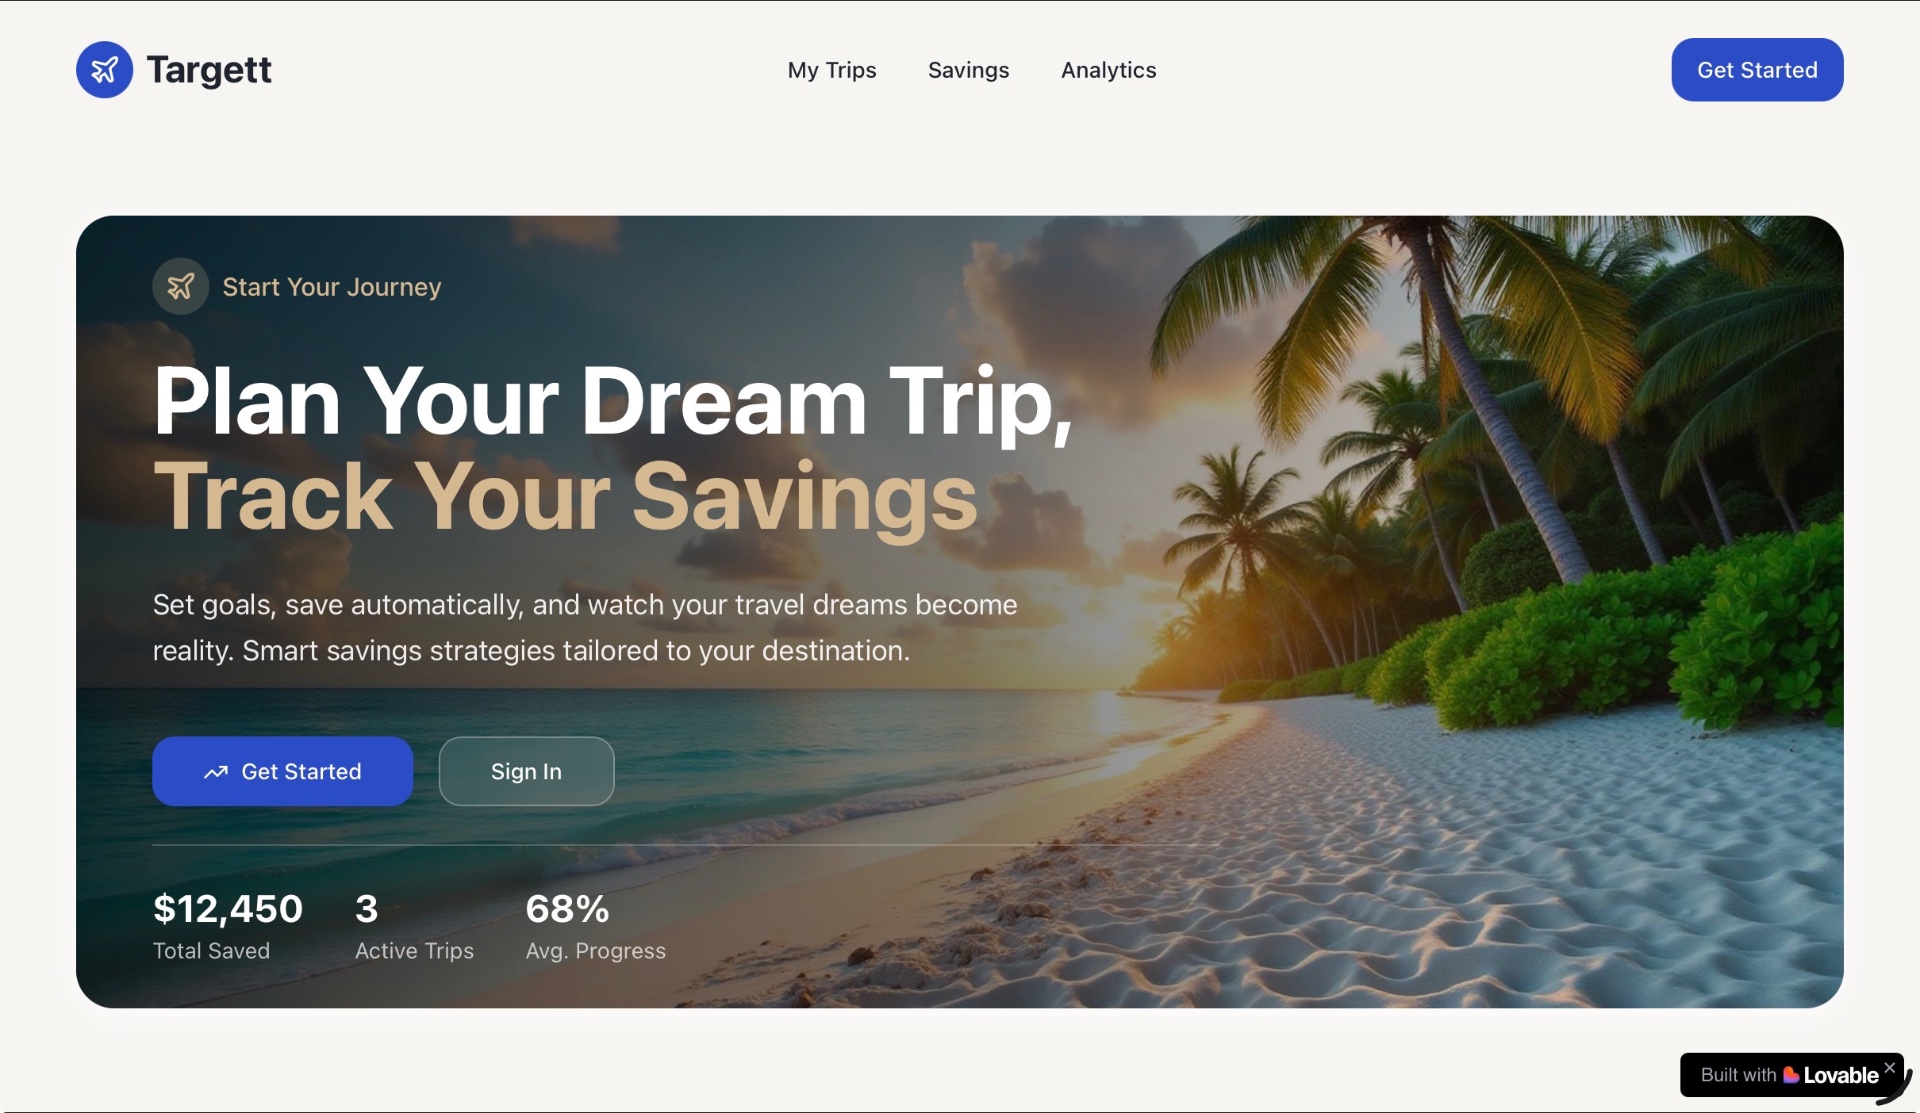 Targett
My Trips
Savings
Analytics
Get Started
Start Your Journey
Plan Your Dream Trip,
Track Your Savings
Set goals, save automatically, and watch your travel dreams become
reality. Smart savings strategies tailored to your destination.
Get Started
Sign In
$12,450
Total Saved
3
Active Trips
68%
Avg. Progress
Built with Lovable